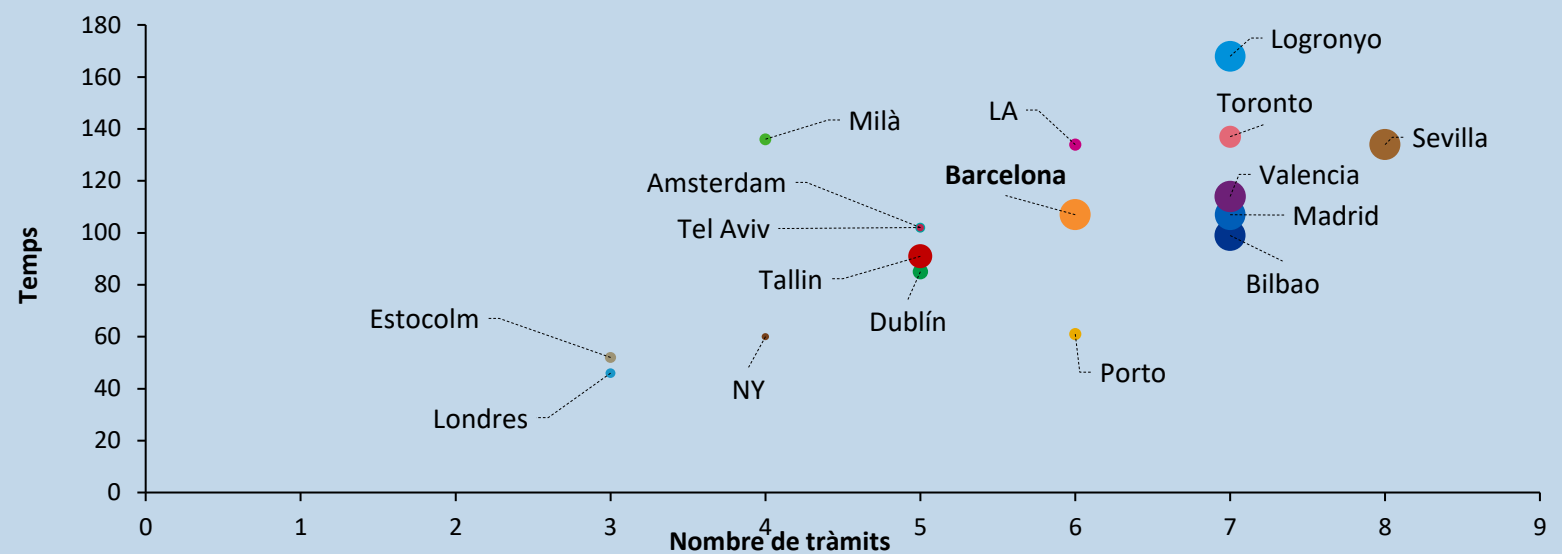 180
160
140
120
100
80
60
40
20
0
Temps
Logronyo
Toronto
LA
Milà
Sevilla
Barcelona
Valencia
Amsterdam
Madrid
Tel Aviv
Tallin
Bilbao
Dublín
Estocolm
Porto
NY
Londres
0 1 2 3 4 5 6 7 8 9
Nombre de tràmits